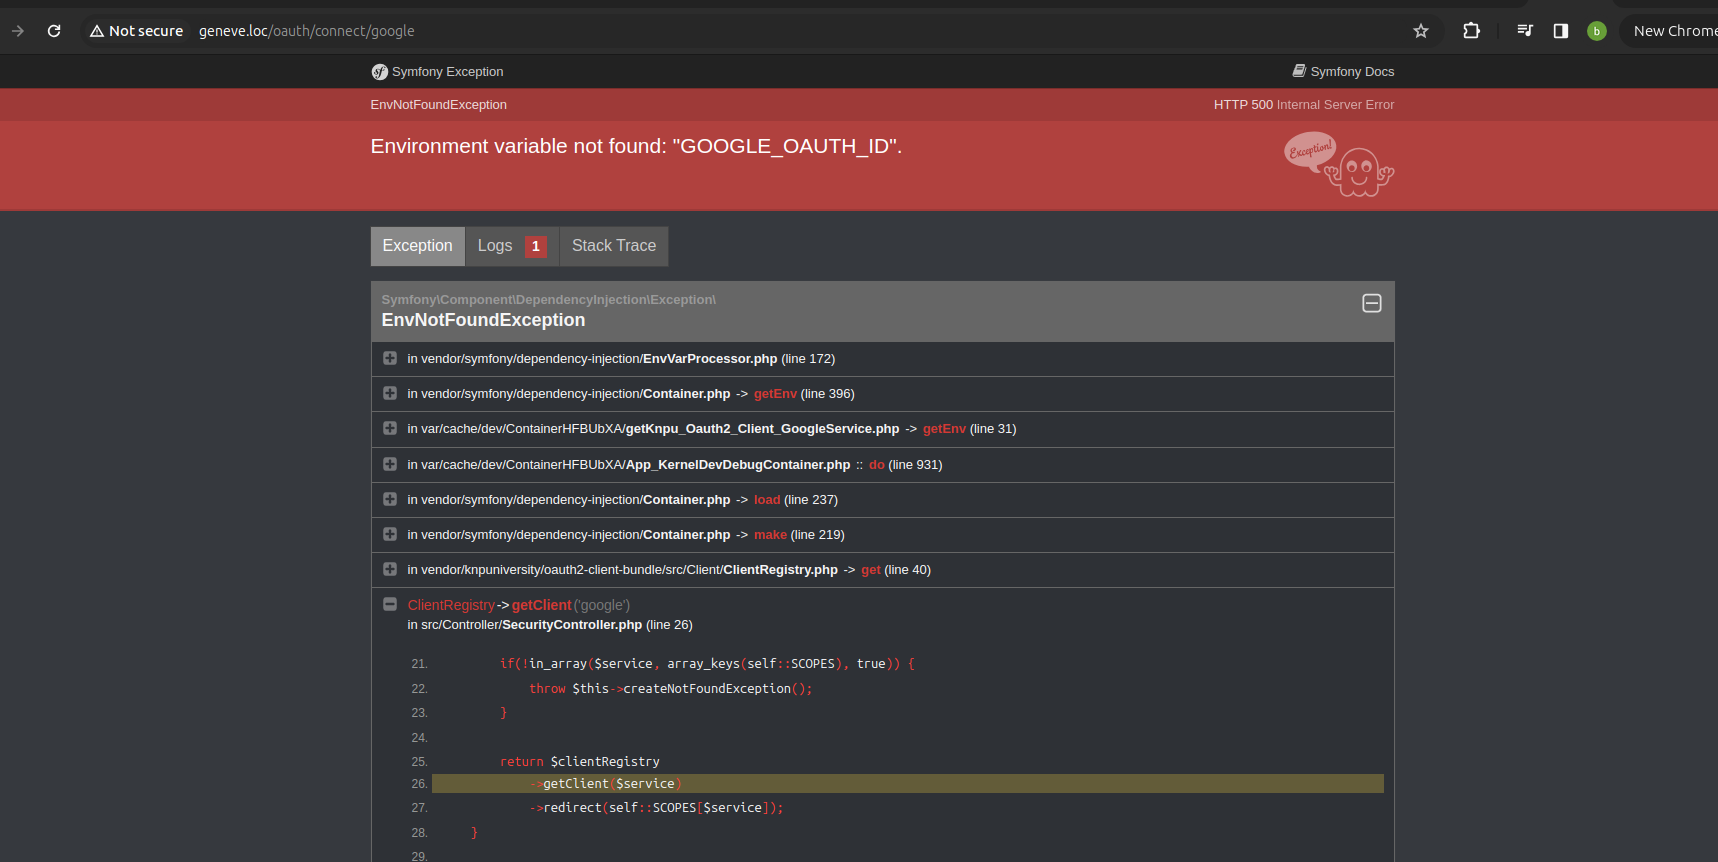 Not secure geneve.loc/oauth/connect/google b New Chrome
sf Symfony Exception Symfony Docs
EnvNotFoundException HTTP 500 Internal Server Error
Environment variable not found: "GOOGLE_OAUTH_ID".
Exception!
Exception Logs 1 Stack Trace
Symfony\Component\DependencyInjection\Exception\
EnvNotFoundException
in vendor/symfony/dependency-injection/EnvVarProcessor.php (line 172)
in vendor/symfony/dependency-injection/Container.php -> getEnv (line 396)
in var/cache/dev/ContainerHFBUbXA/getKnpu_Oauth2_Client_GoogleService.php -> getEnv (line 31)
in var/cache/dev/ContainerHFBUbXA/App_KernelDevDebugContainer.php :: do (line 931)
in vendor/symfony/dependency-injection/Container.php -> load (line 237)
in vendor/symfony/dependency-injection/Container.php -> make (line 219)
in vendor/knpuniversity/oauth2-client-bundle/src/Client/ClientRegistry.php -> get (line 40)
ClientRegistry->getClient('google')
in src/Controller/SecurityController.php (line 26)
21. if(!in_array($service, array_keys(self::SCOPES), true)) {
22. throw $this->createNotFoundException();
23. }
24.
25. return $clientRegistry
26. ->getClient($service)
27. ->redirect(self::SCOPES[$service]);
28. }
29.